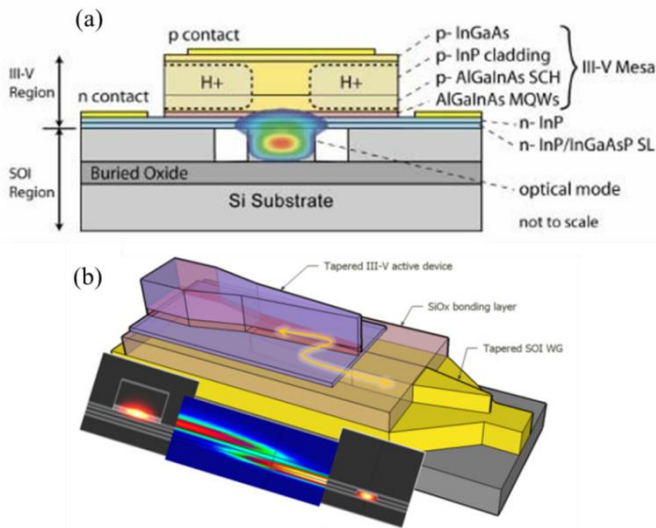 (a)
p contact
p- InGaAs
p- InP cladding
III-V Mesa
III-V
Region
H+
H+
p- AlGaInAs SCH
n contact
AlGaInAs MQWs
n- InP
n- InP/InGaAsP SL
SOI
Region
Buried Oxide
optical mode
Si Substrate
not to scale
(b)
Tapered III-V active device
SiOx bonding layer
Tapered SOI WG